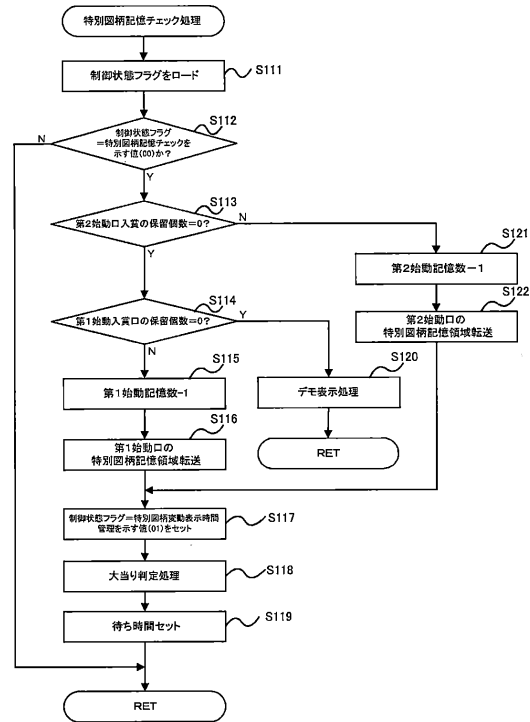 特別図柄記憶チェック処理
制御状態フラグをロード
S111
制御状態フラグ
=特別図柄記憶チェックを
示す値(00)か?
S112
N
Y
第2始動口入賞の保留個数=0?
S113
N
Y
第2始動記憶数-1
S121
第2始動口の
特別図柄記憶領域転送
S122
第1始動入賞口の保留個数=0?
S114
Y
N
第1始動記憶数-1
S115
第1始動口の
特別図柄記憶領域転送
S116
デモ表示処理
S120
RET
制御状態フラグ=特別図柄変動表示時間
管理を示す値(01)をセット
S117
大当り判定処理
S118
待ち時間セット
S119
RET